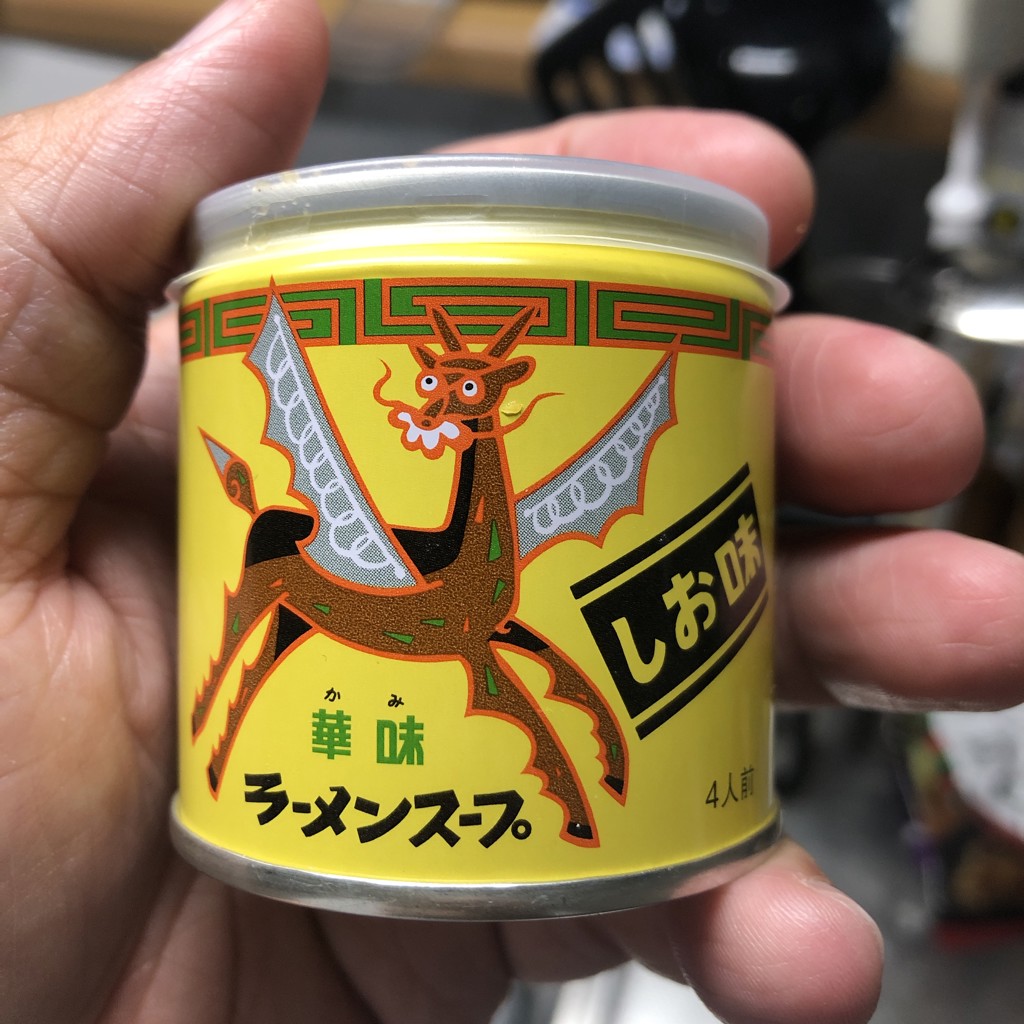 しお味
かみ
華味
ラーメンスープ
4人前